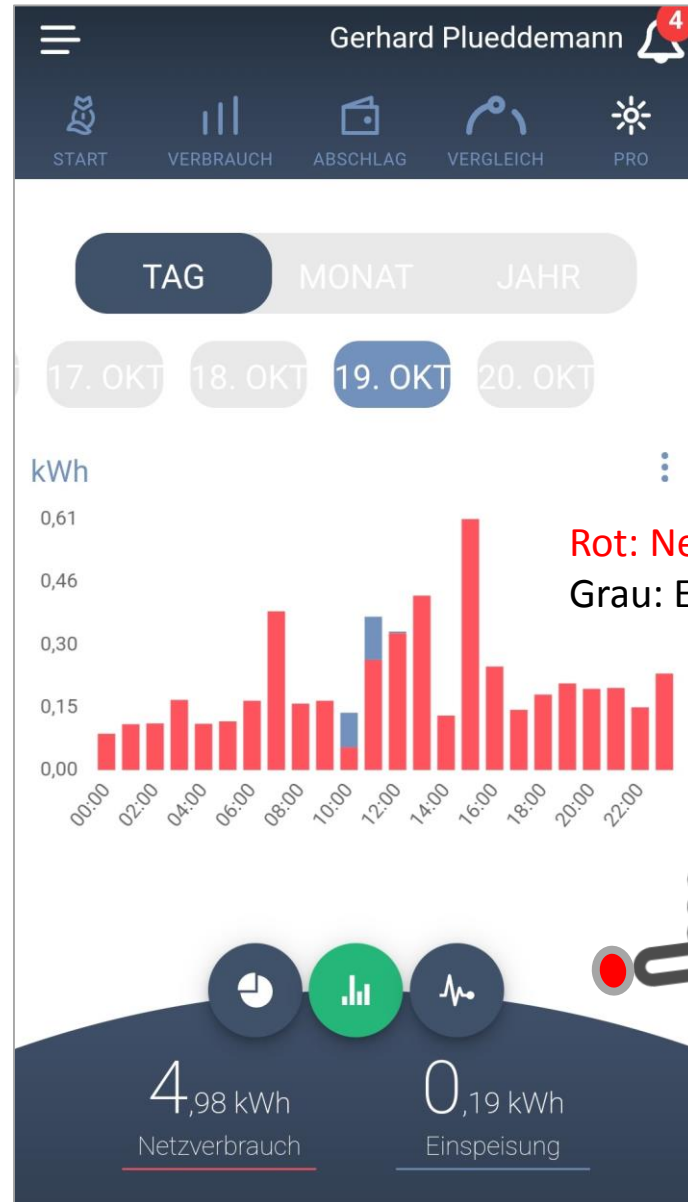 Gerhard Plueddemann 4
START VERBRAUCH ABSCHLAG VERGLEICH PRO
TAG MONAT JAHR
17. OKT 18. OKT 19. OKT 20. OKT
kWh
0,61
0,46
0,30
0,15
0,00
Rot:
Grau:
00:00 02:00 04:00 06:00 08:00 10:00 12:00 14:00 16:00 18:00 20:00 22:00
4,98 kWh 0,19 kWh
Netzverbrauch Einspeisung